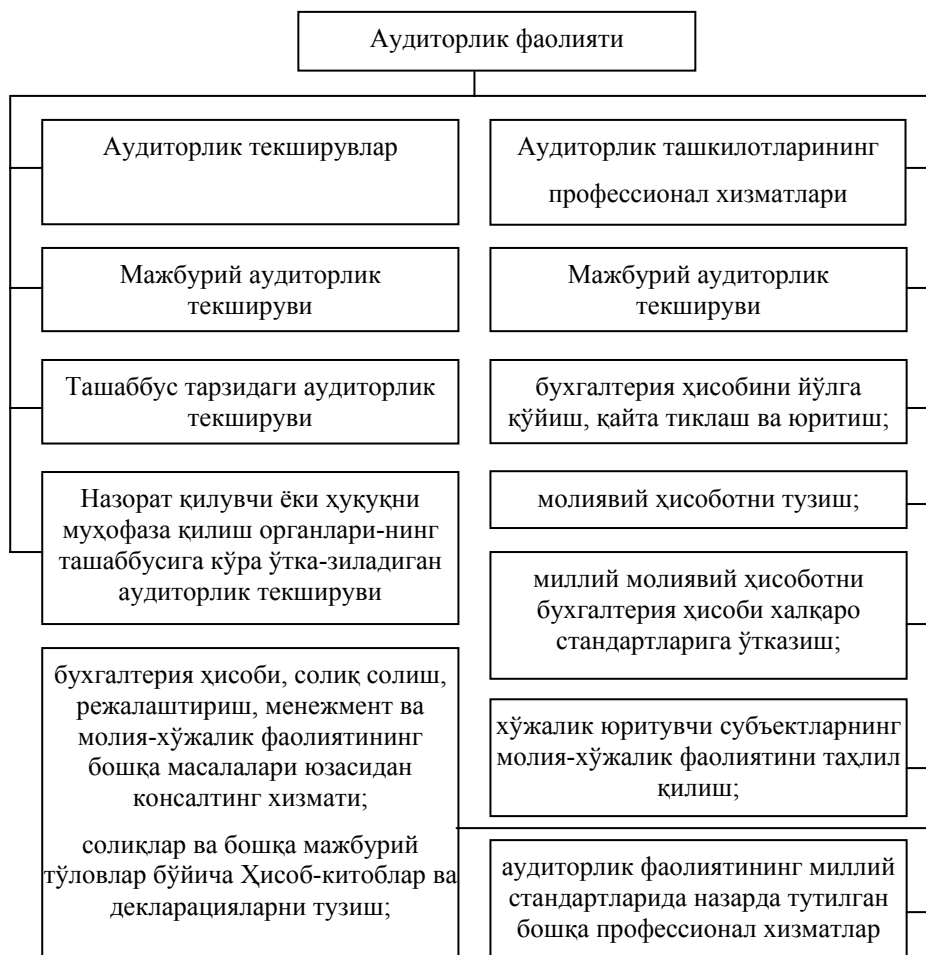 Аудиторлик фаолияти
Аудиторлик текширувлар
Аудиторлик ташкилотларининг
профессионал хизматлари
Мажбурий аудиторлик
текшируви
Мажбурий аудиторлик
текшируви
Ташаббус тарзидаги аудиторлик
текшируви
бухгалтерия ҳисобини йўлга
қўйиш, қайта тиклаш ва юритиш;
Назорат қилувчи ёки ҳуқуқни
муҳофаза қилиш органлари-нинг
ташаббусига кўра ўтка-зиладиган
аудиторлик текшируви
молиявий ҳисоботни тузиш;
миллий молиявий ҳисоботни
бухгалтерия ҳисоби халқаро
стандартларига ўтказиш;
бухгалтерия ҳисоби, солиқ солиш,
режалаштириш, менежмент ва
молия-хўжалик фаолиятининг
бошқа масалалари юзасидан
консалтинг хизмати;
солиқлар ва бошқа мажбурий
тўловлар бўйича Ҳисоб-китоблар ва
декларацияларни тузиш;
хўжалик юритувчи субъектларнинг
молия-хўжалик фаолиятини таҳлил
қилиш;
аудиторлик фаолиятининг миллий
стандартларида назарда тутилган
бошқа профессионал хизматлар